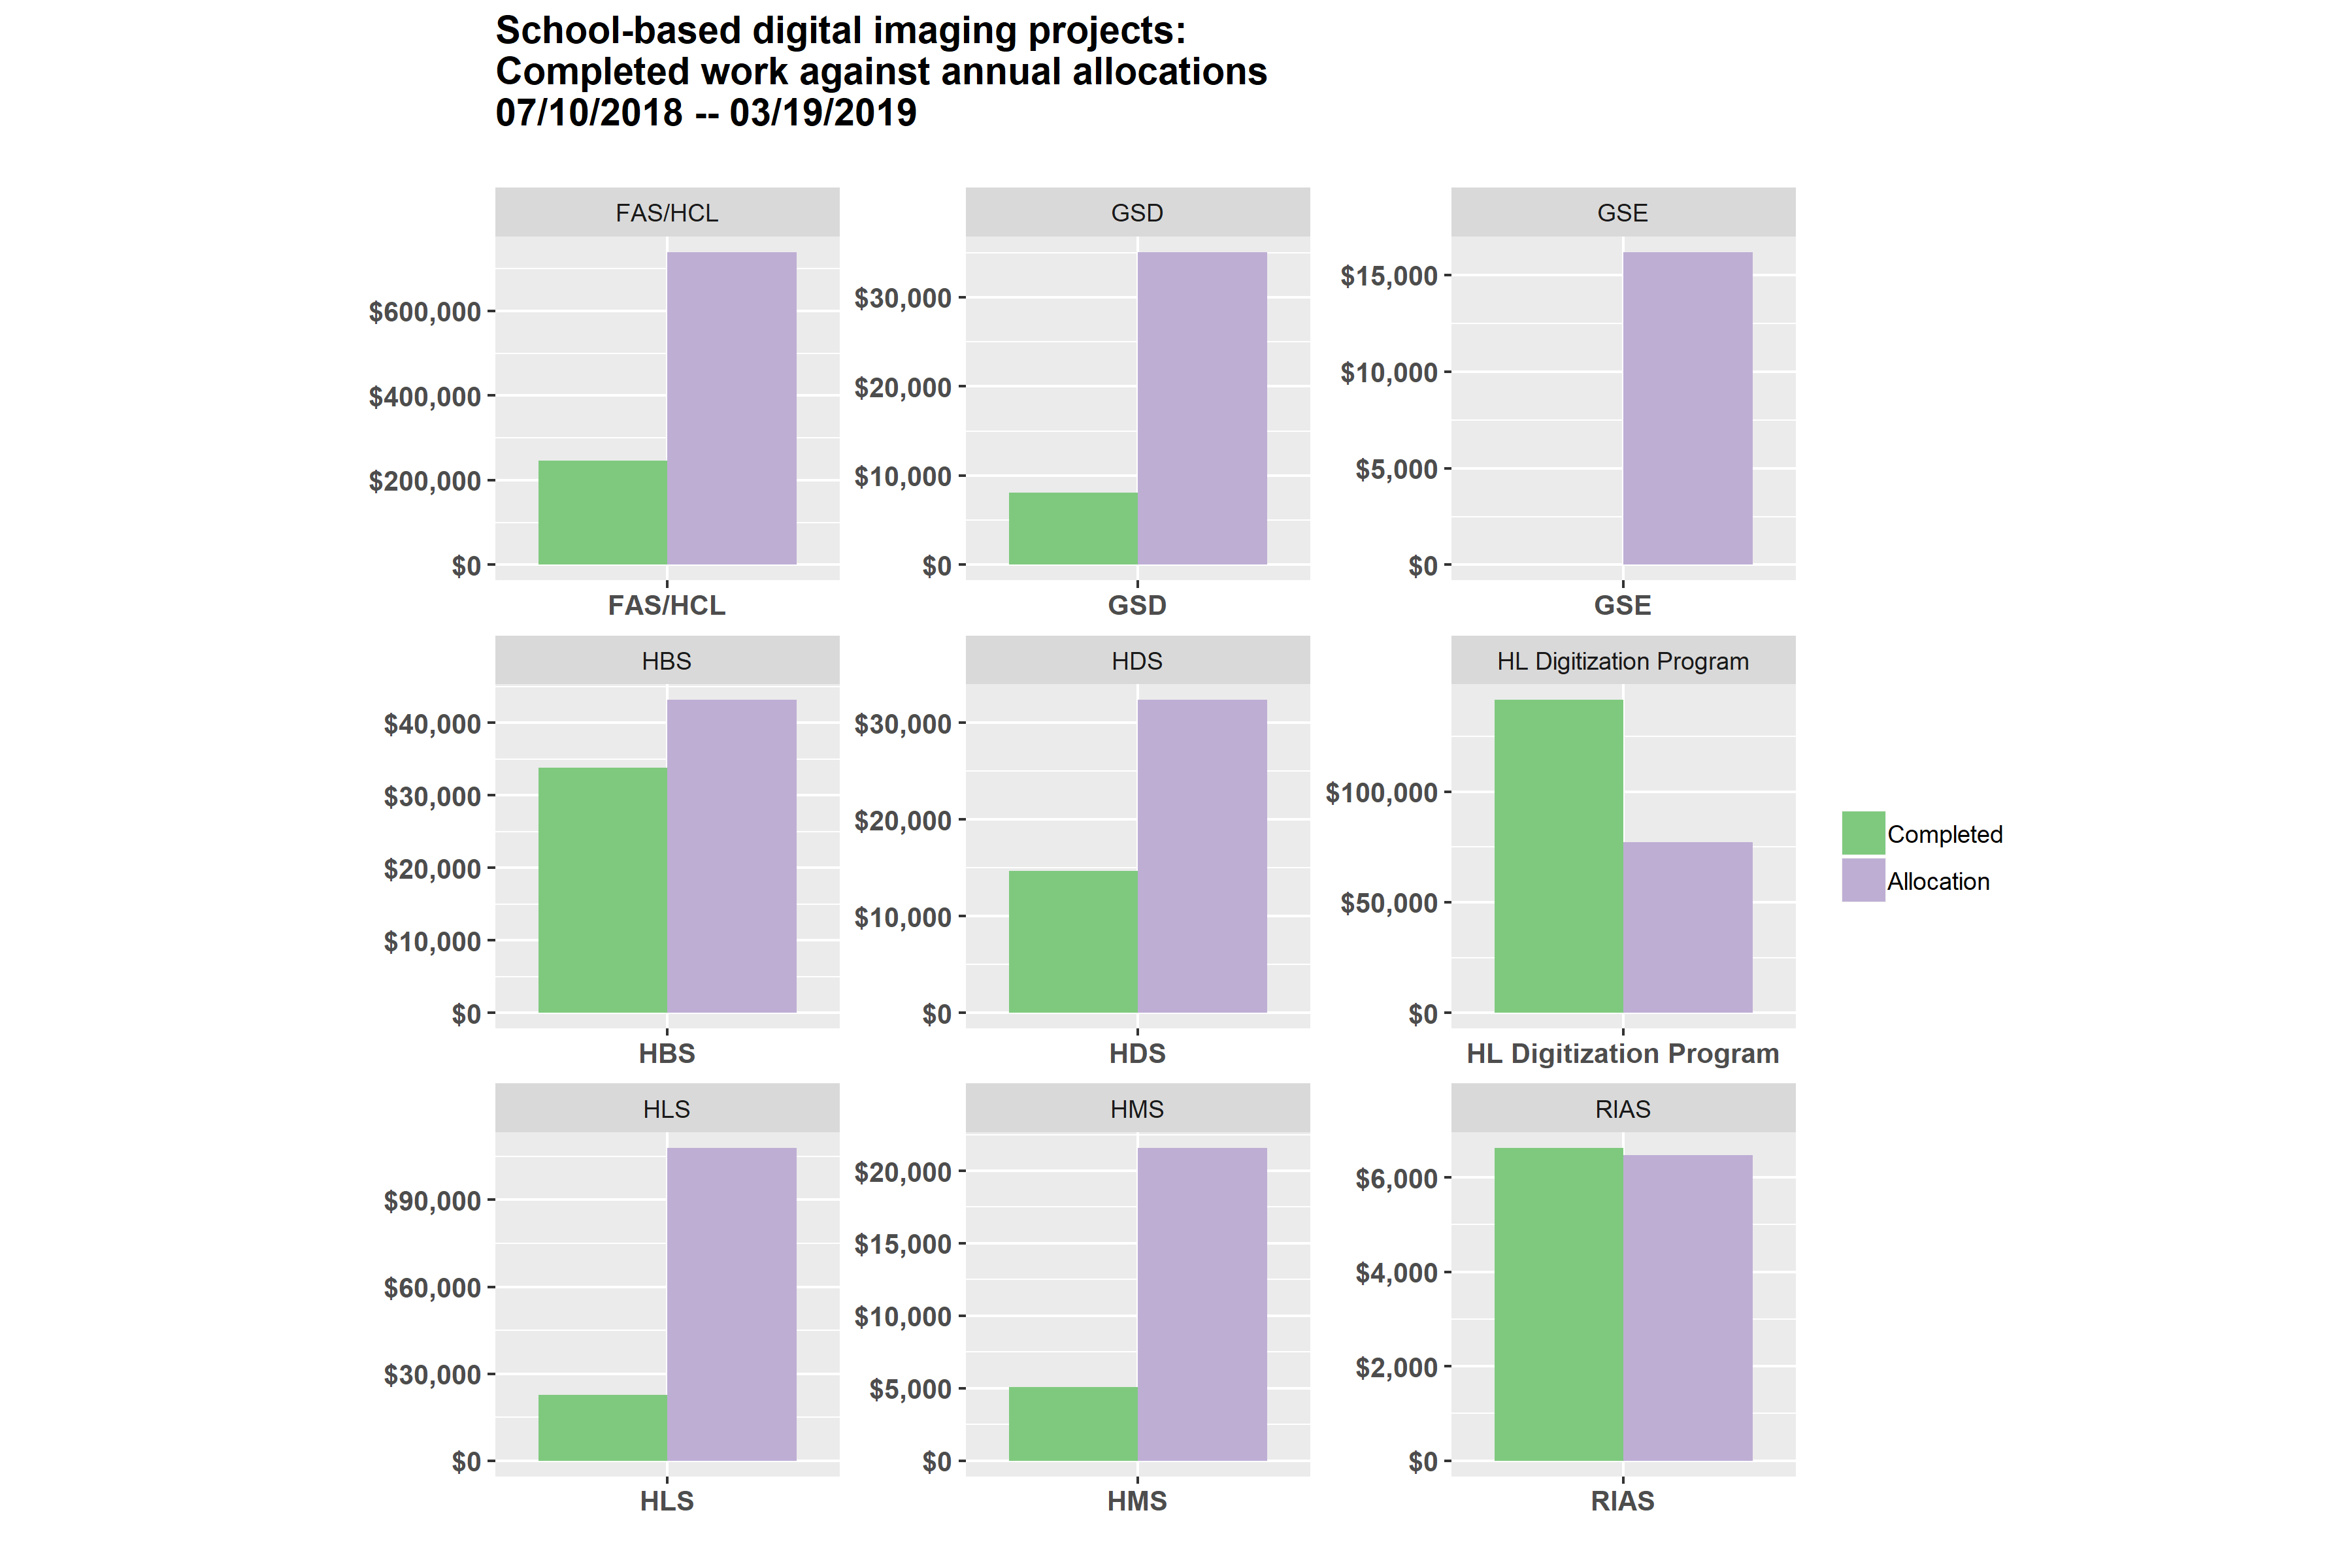 School-based digital imaging projects:
Completed work against annual allocations
07/10/2018 -- 03/19/2019
FAS/HCL
$600,000
$400,000
$200,000
$0
FAS/HCL
GSD
$30,000
$20,000
$10,000
$0
GSD
GSE
$15,000
$10,000
$5,000
$0
GSE
HBS
$40,000
$30,000
$20,000
$10,000
$0
HBS
HDS
$30,000
$20,000
$10,000
$0
HDS
HL Digitization Program
$100,000
$50,000
$0
HL Digitization Program
HLS
$90,000
$60,000
$30,000
$0
HLS
HMS
$20,000
$15,000
$10,000
$5,000
$0
HMS
RIAS
$6,000
$4,000
$2,000
$0
RIAS
Completed
Allocation